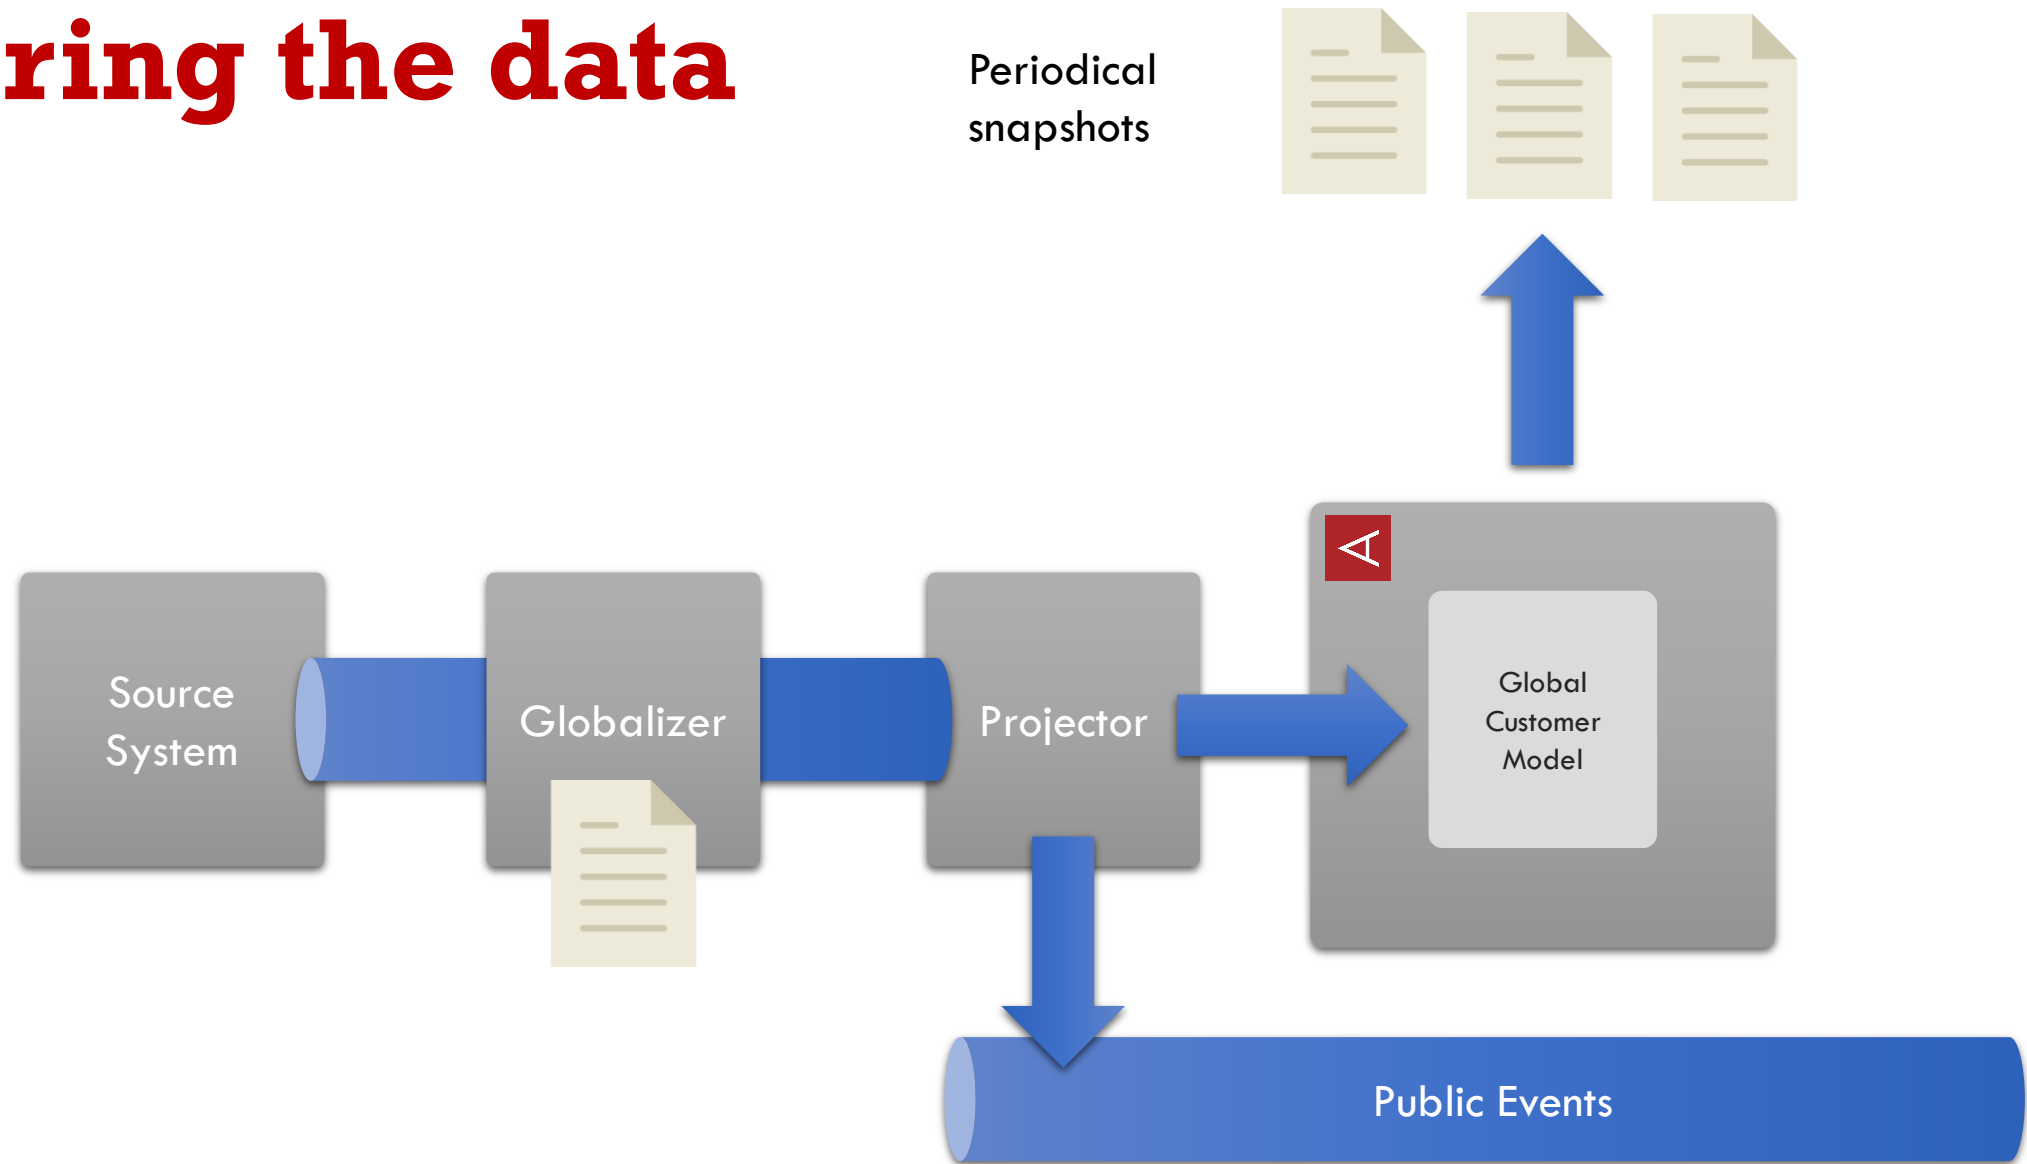 ring the data
Periodical
snapshots
A
Source
System
Globalizer
Projector
Global
Customer
Model
Public Events